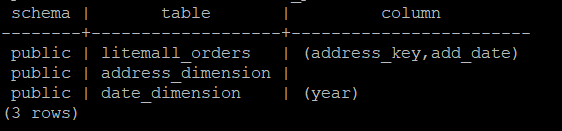 schema | table | column
--------+-------------------+-------------------------
public | litemall_orders | (address_key,add_date)
public | address_dimension |
public | date_dimension | (year)
(3 rows)